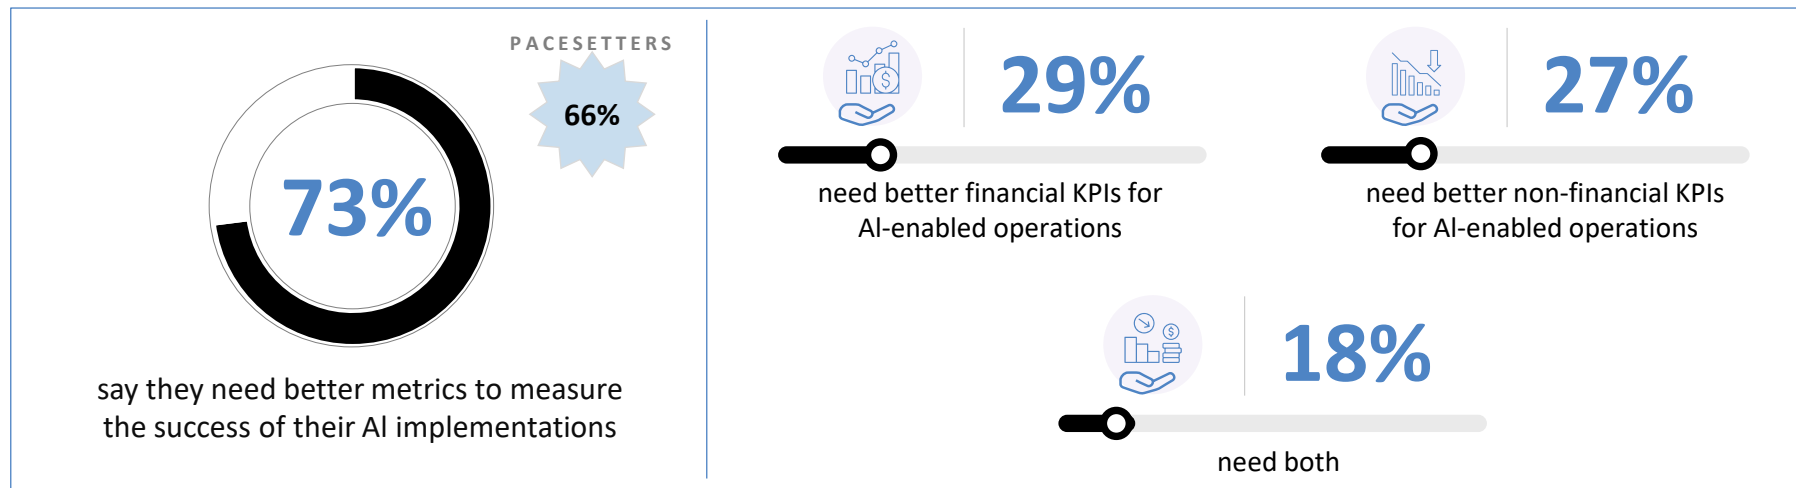 PACESETTERS
66%
73%
say they need better metrics to measure
the success of their AI implementations
29%
need better financial KPIs for
AI-enabled operations
27%
need better non-financial KPIs
for AI-enabled operations
18%
need both